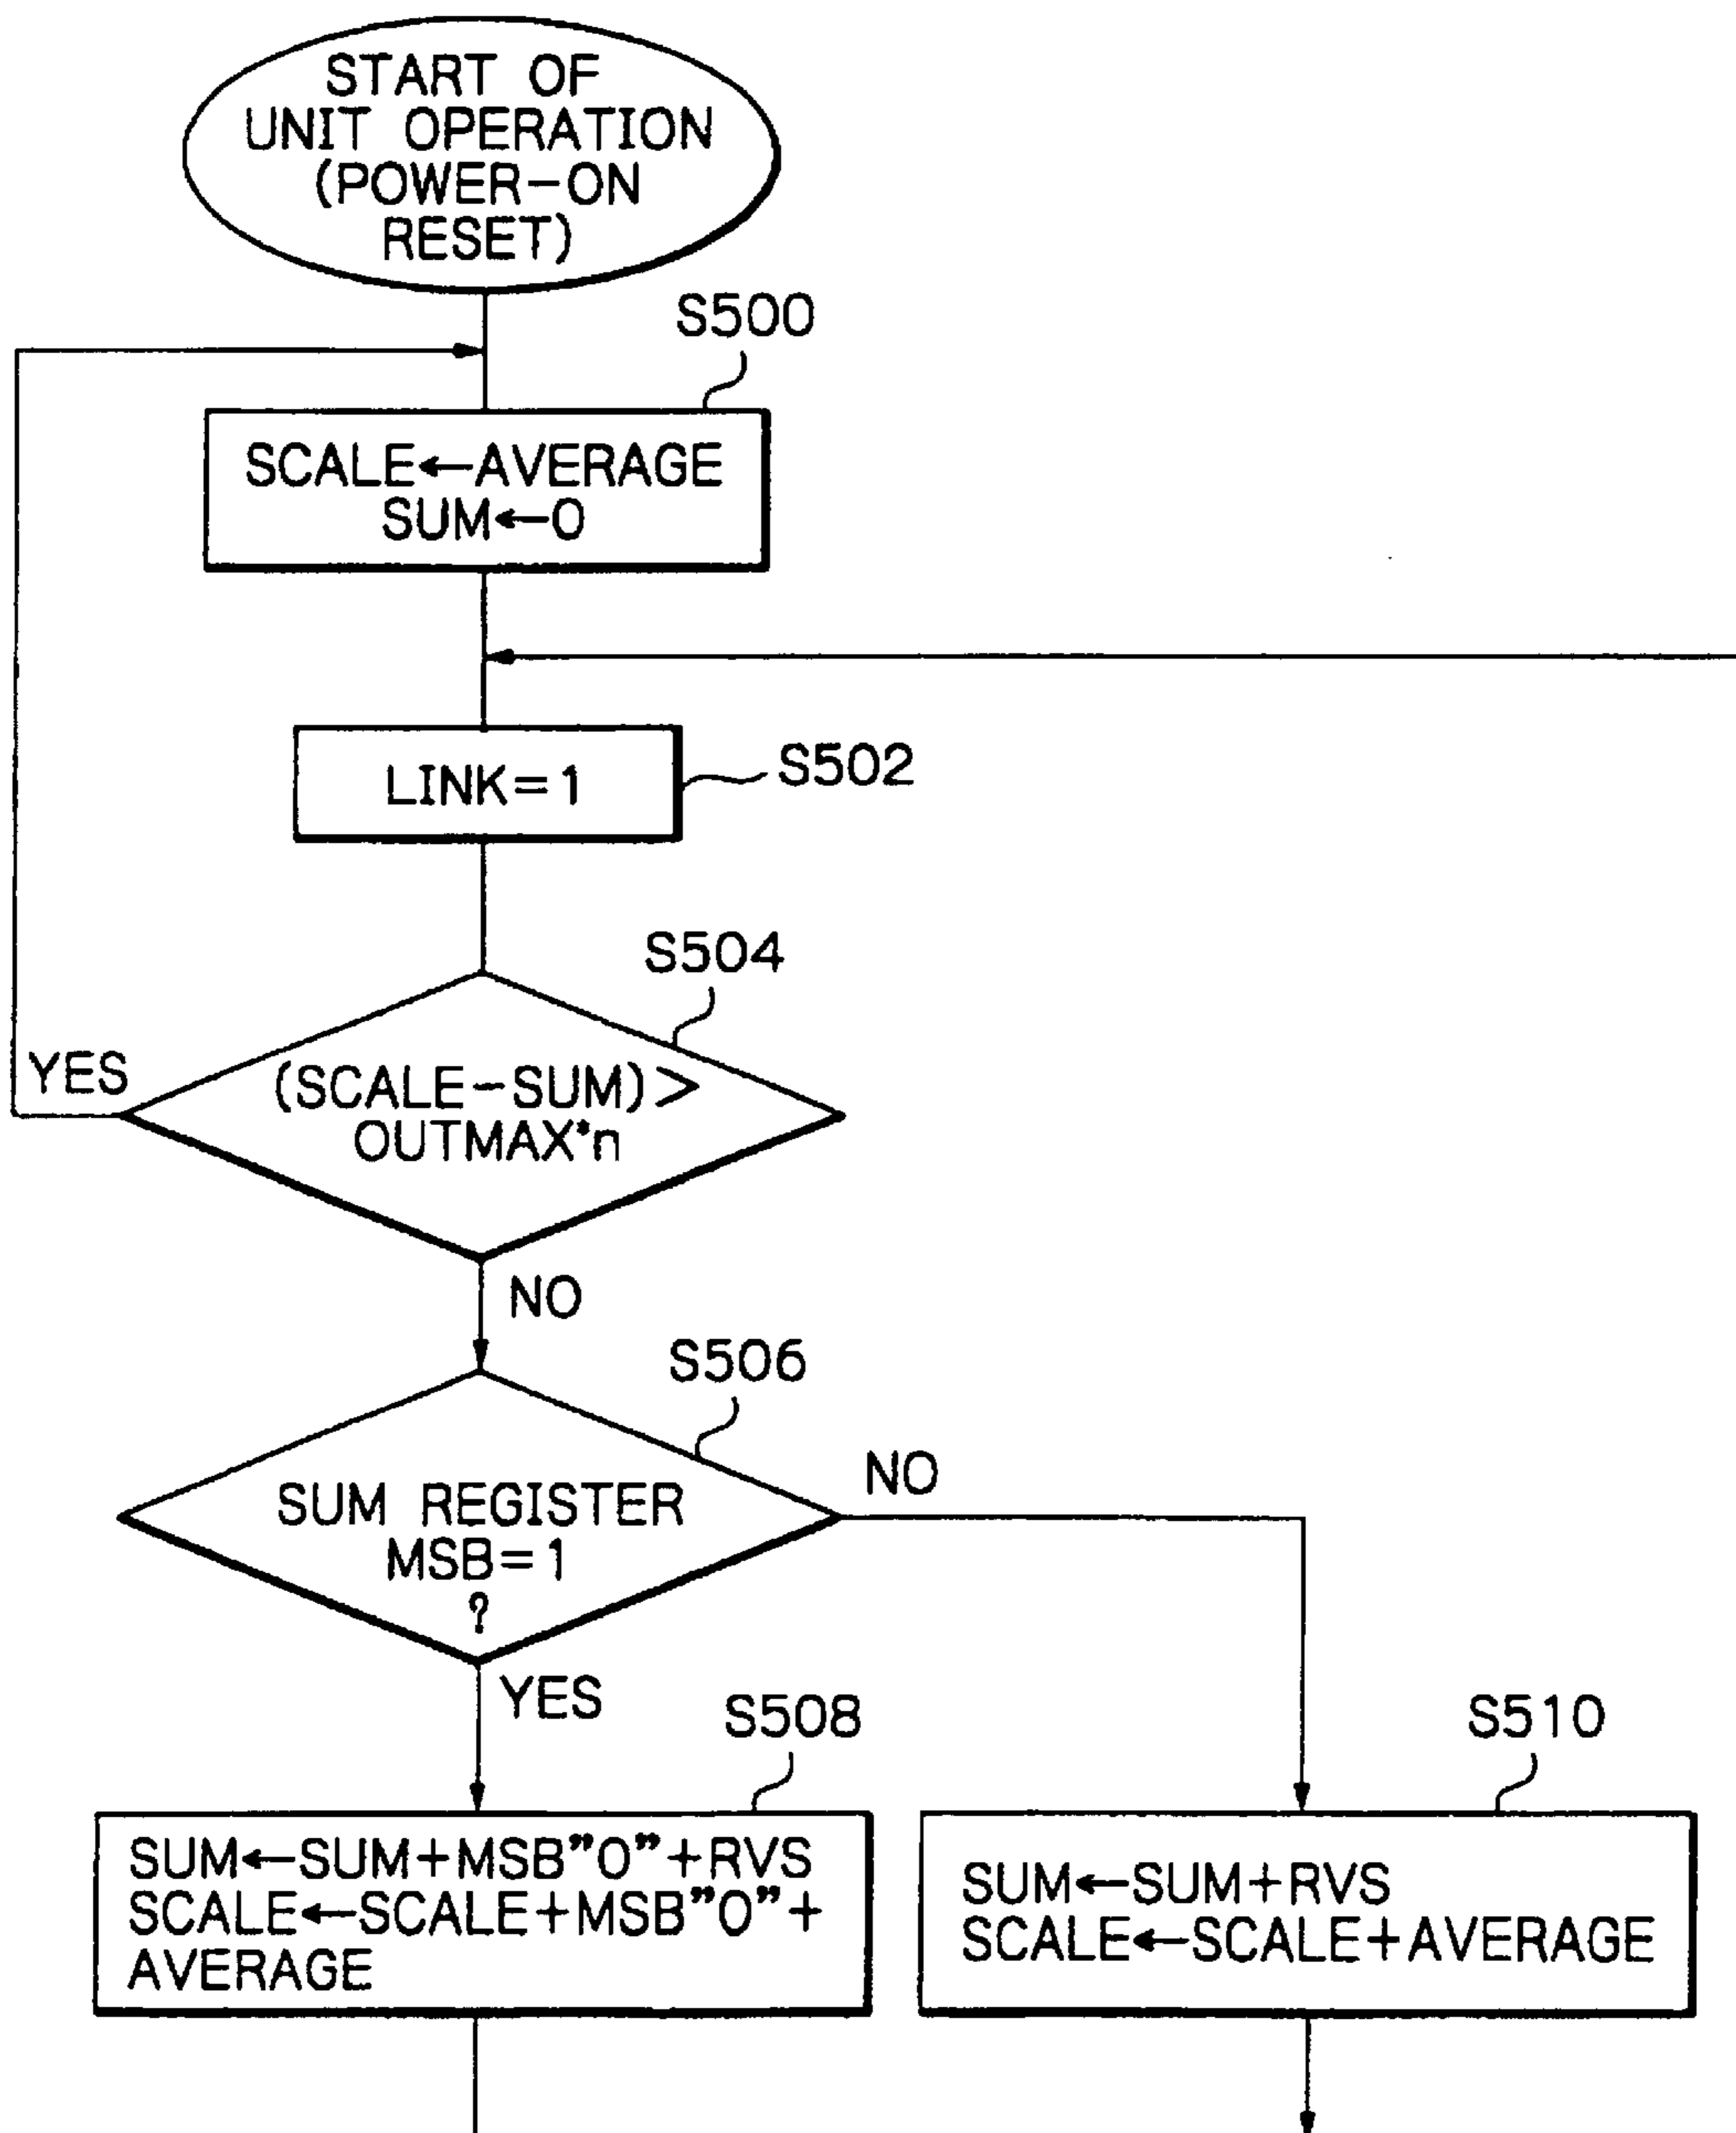 START OF
UNIT OPERATION
(POWER-ON
RESET)
S500
SCALE←AVERAGE
SUM←0
LINK=1
S502
S504
YES
(SCALE-SUM)>
OUTMAX*n
NO
S506
NO
SUM REGISTER
MSB=1
?
YES
S508
S510
SUM←SUM+MSB"0"+RVS
SCALE←SCALE+MSB"0"+
AVERAGE
SUM←SUM+RVS
SCALE←SCALE+AVERAGE